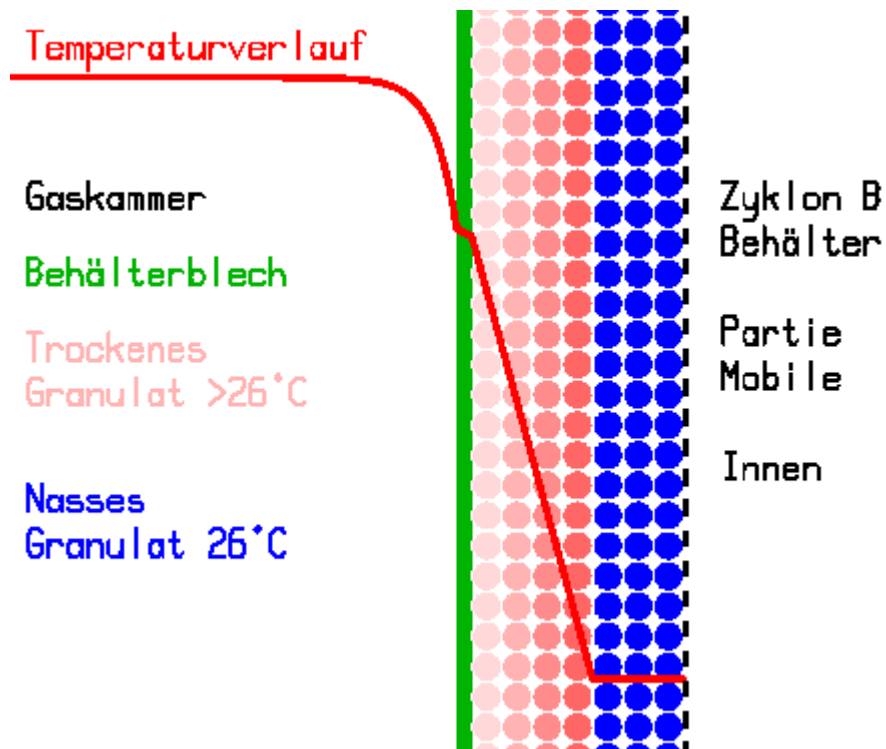 Temperaturverlauf
Gaskammer
Behälterblech
Trockenes
Granulat >26°C
Nasses
Granulat 26°C
Zyklon B
Behälter
Partie
Mobile
Innen